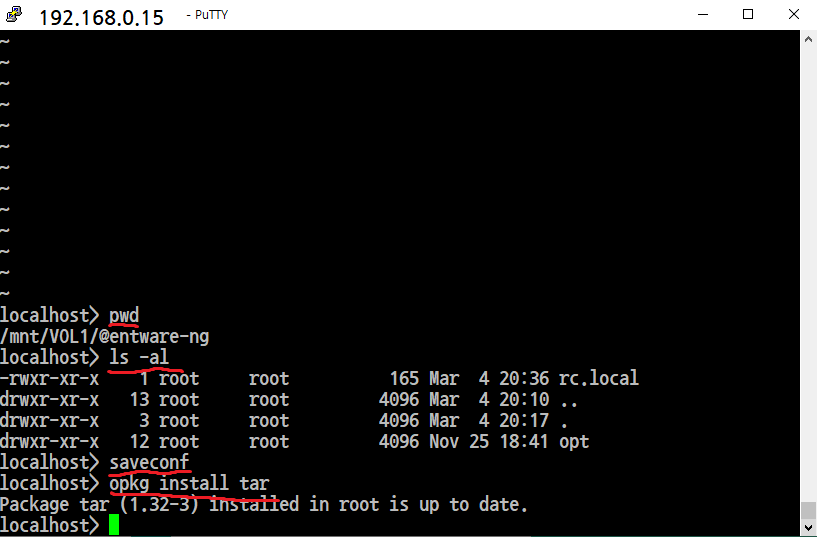 192.168.0.15 - PuTTY
~
~
~
~
~
~
~
~
~
~
~
~
~
localhost> pwd
/mnt/VOL1/@entware-ng
localhost> ls -al
-rwxr-xr-x    1 root     root          165 Mar  4 20:36 rc.local
drwxr-xr-x   13 root     root         4096 Mar  4 20:10 ..
drwxr-xr-x    3 root     root         4096 Mar  4 20:17 .
drwxr-xr-x   12 root     root         4096 Nov 25 18:41 opt
localhost> saveconf
localhost> opkg install tar
Package tar (1.32-3) installed in root is up to date.
localhost>